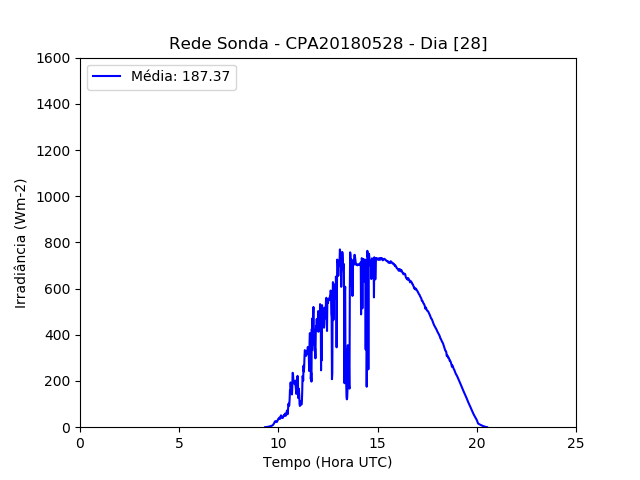 Rede Sonda - CPA20180528 - Dia [28]
Média: 187.37
1600
1400
1200
1000
800
600
400
200
0
Irradiância (Wm-2)
0 5 10 15 20 25
Tempo (Hora UTC)